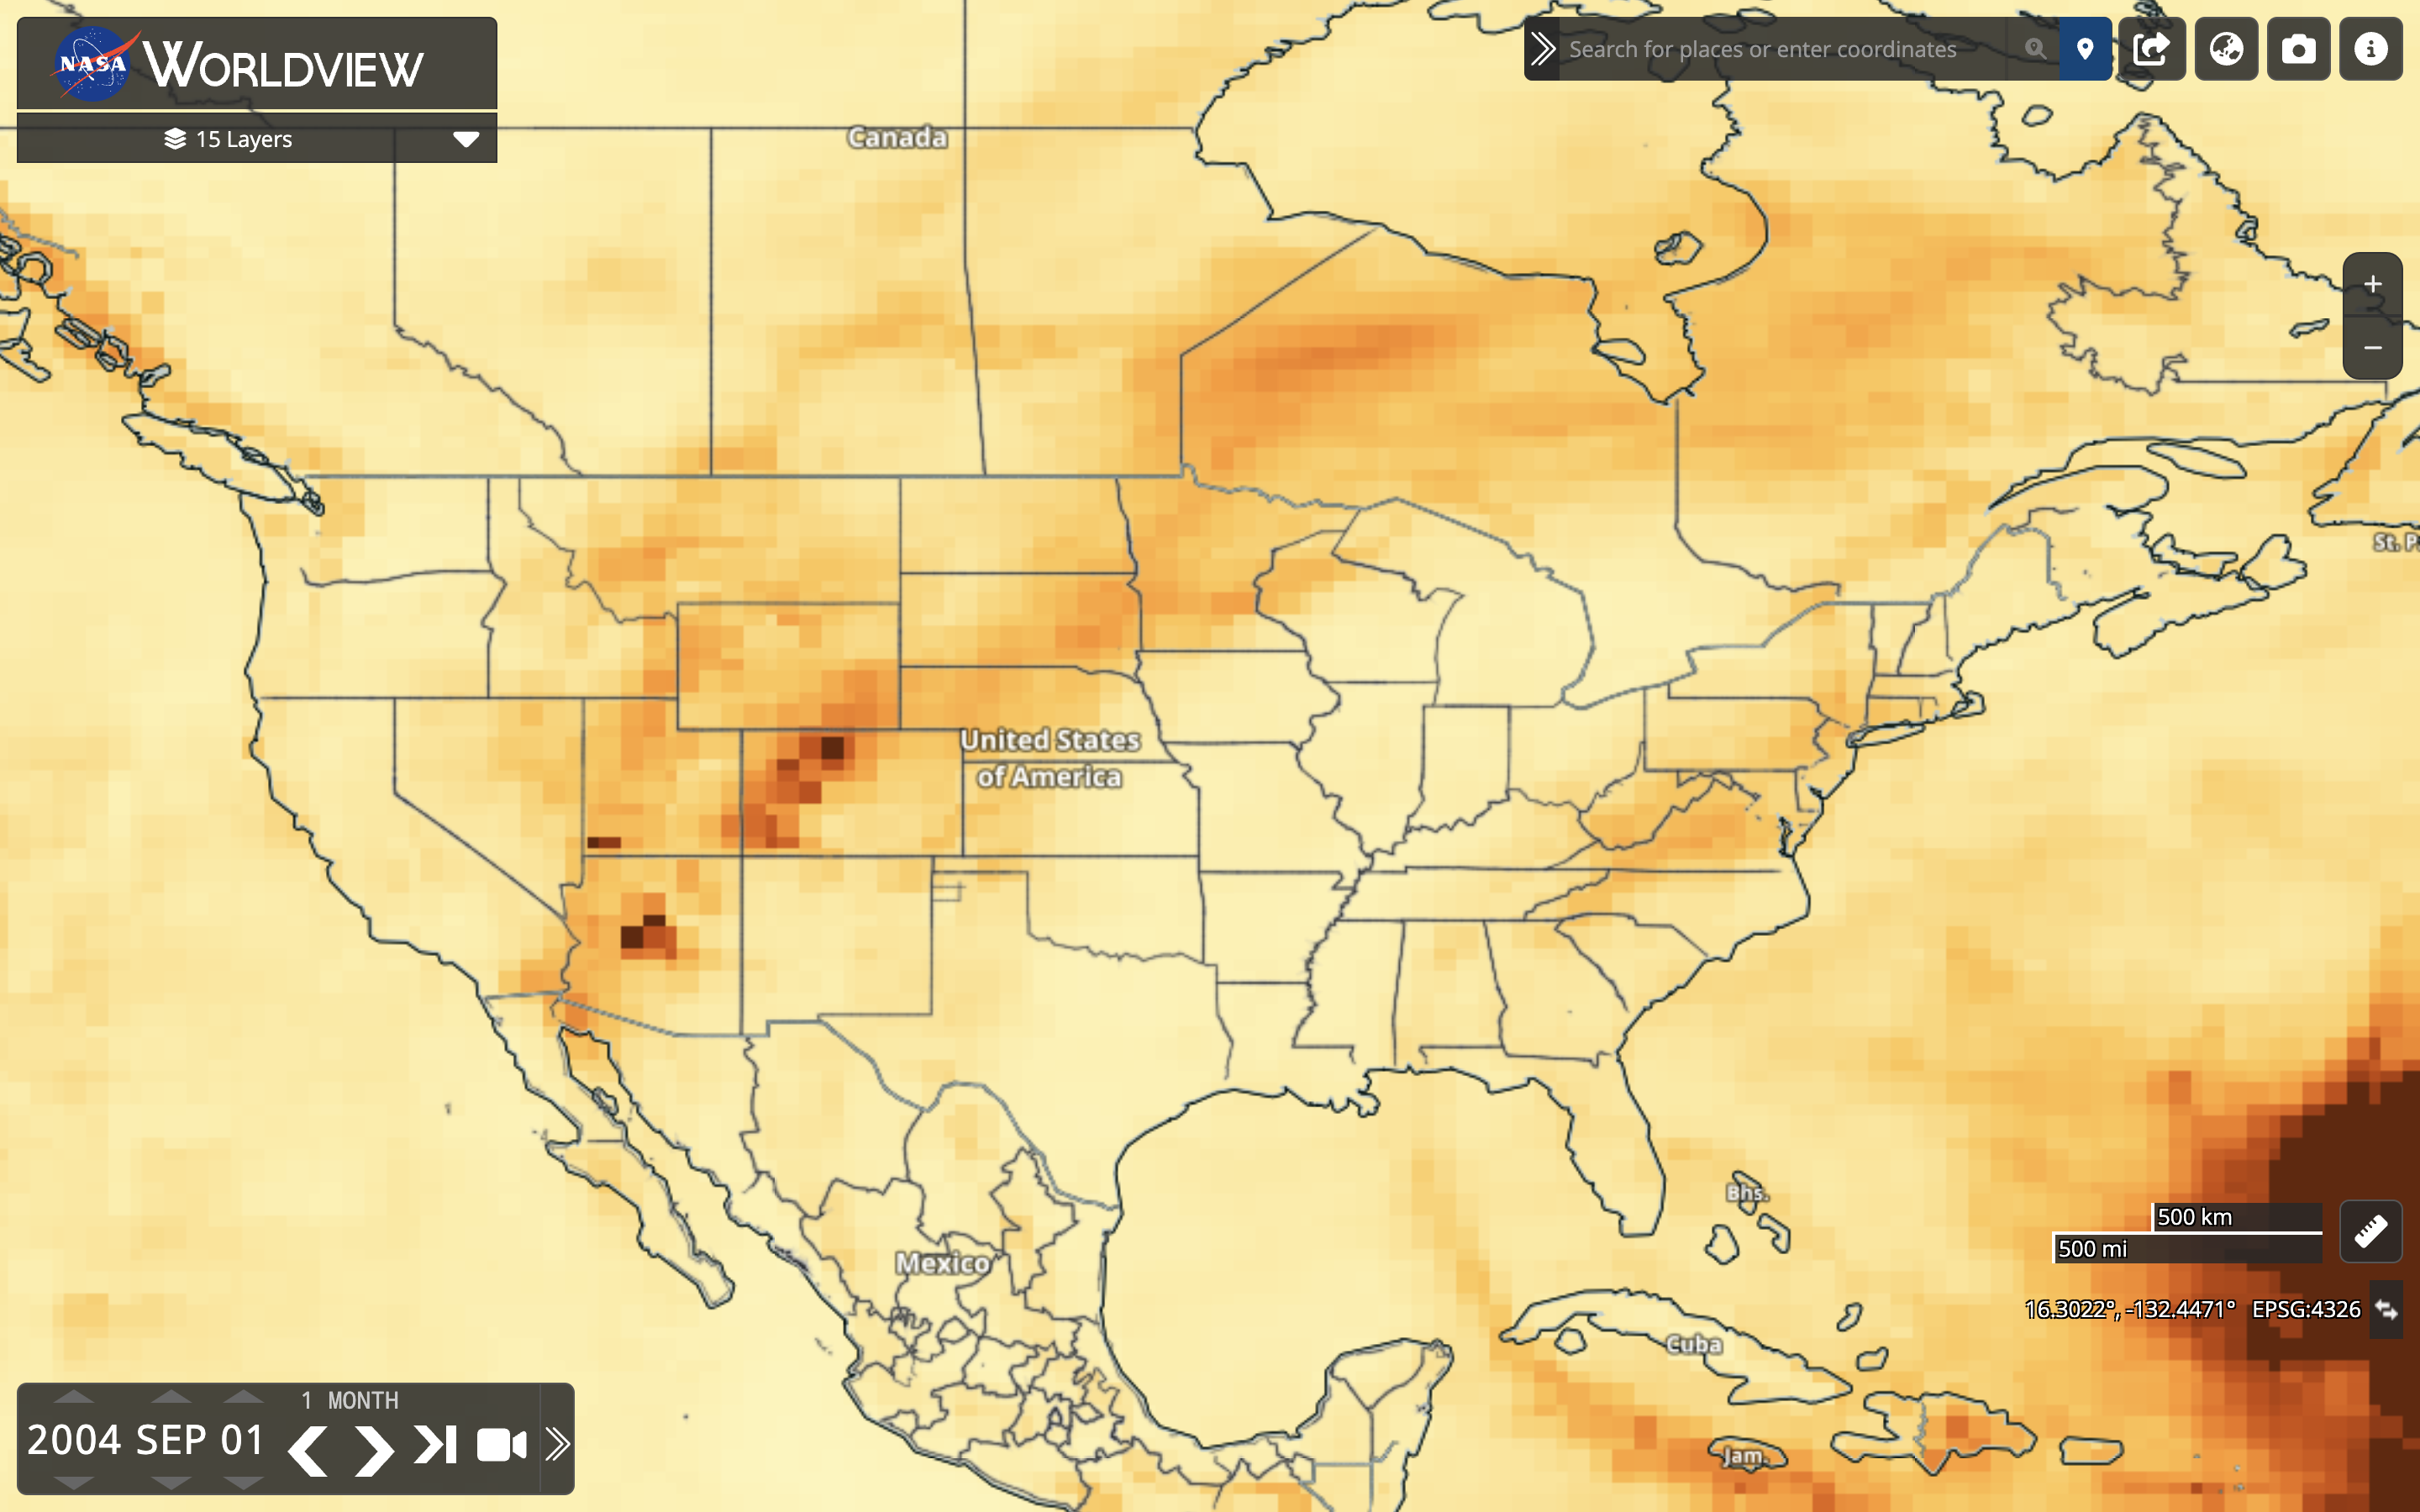 NASA WORLDVIEW
15 Layers
Search for places or enter coordinates
Canada
St. P
United States
of America
Bhs.
500 km
500 mi
Mexico
16.3022°, -132.4471° EPSG:4326
Cuba
Jam.
1 MONTH
2004 SEP 01